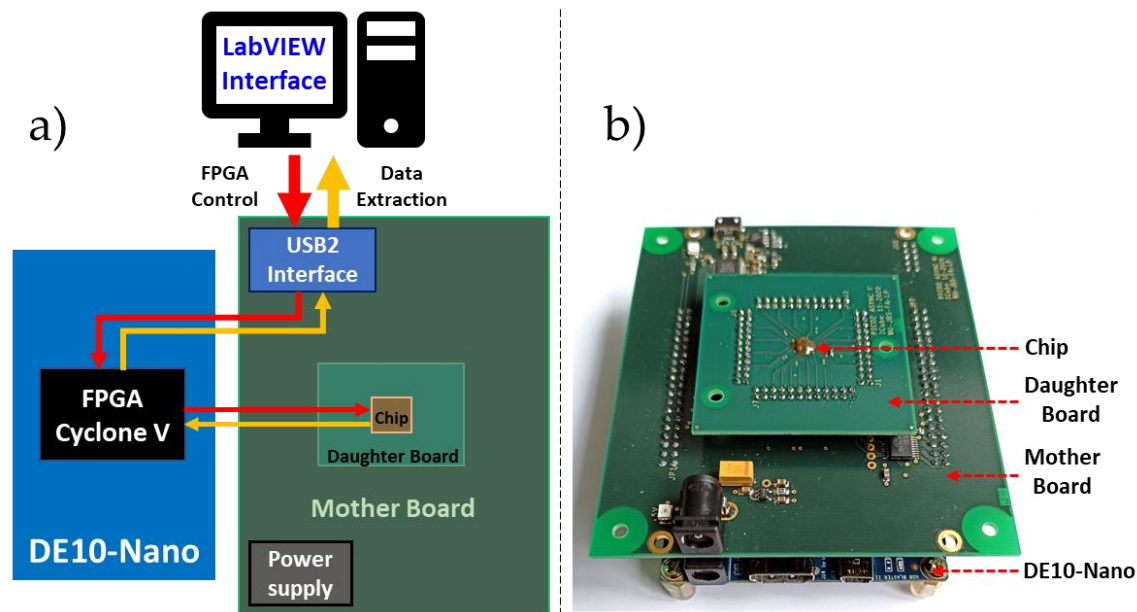 a)
LabVIEW
Interface
FPGA
Control
Data
Extraction
USB2
Interface
FPGA
Cyclone V
Chip
Daughter Board
Mother Board
DE10-Nano
Power
supply
b)
Chip
Daughter
Board
Mother
Board
DE10-Nano
5V